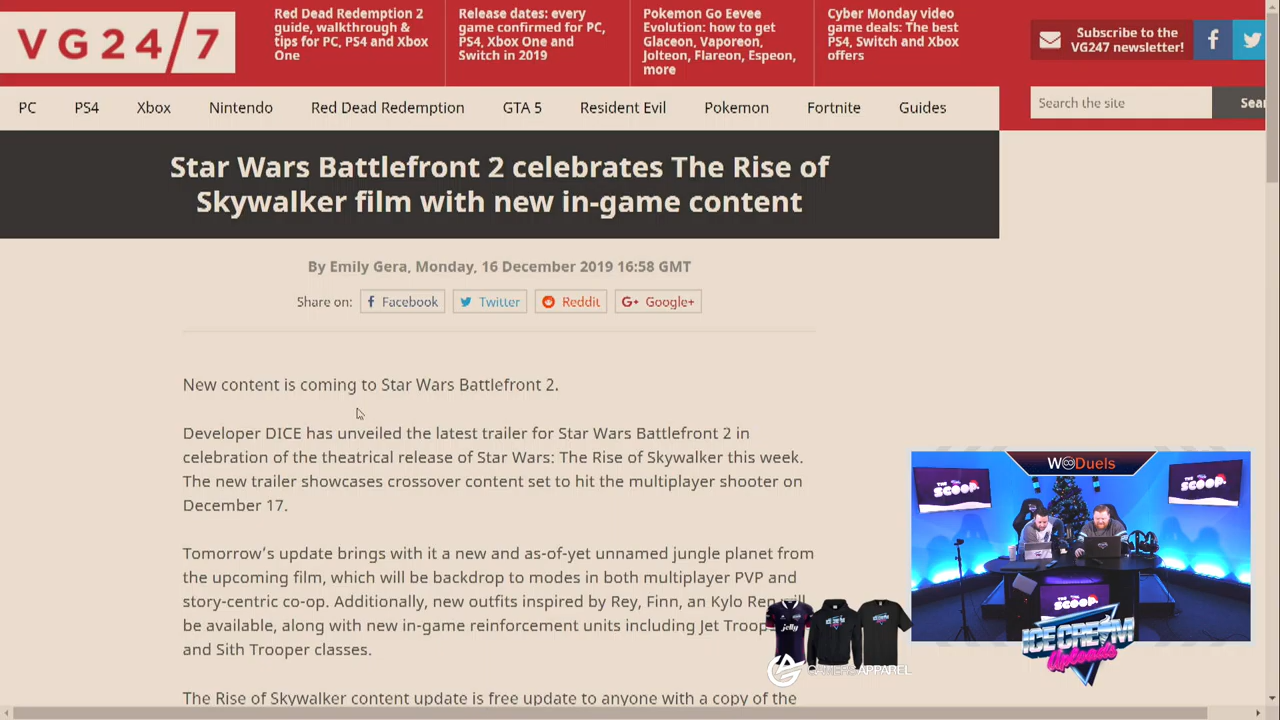 VG24/7
Red Dead Redemption 2
guide, walkthrough &
tips for PC, PS4 and Xbox
One
Release dates: every
game confirmed for PC,
PS4, Xbox One and
Switch in 2019
Pokemon Go Eevee
Evolution: how to get
Glaceon, Vaporeon,
Jolteon, Flareon, Espeon,
more
Cyber Monday video
game deals: The best
PS4, Switch and Xbox
offers
Subscribe to the
VG247 newsletter!
PC PS4 Xbox Nintendo Red Dead Redemption GTA 5 Resident Evil Pokemon Fortnite Guides
Search the site
Sear
Star Wars Battlefront 2 celebrates The Rise of
Skywalker film with new in-game content
By Emily Gera, Monday, 16 December 2019 16:58 GMT
Share on: Facebook Twitter Reddit Google+
New content is coming to Star Wars Battlefront 2.
Developer DICE has unveiled the latest trailer for Star Wars Battlefront 2 in
celebration of the theatrical release of Star Wars: The Rise of Skywalker this week.
The new trailer showcases crossover content set to hit the multiplayer shooter on
December 17.
Tomorrow's update brings with it a new and as-of-yet unnamed jungle planet from
the upcoming film, which will be backdrop to modes in both multiplayer PVP and
story-centric co-op. Additionally, new outfits inspired by Rey, Finn, an Kylo Ren will
be available, along with new in-game reinforcement units including Jet Troop
and Sith Trooper classes.
The Rise of Skywalker content update is free update to anyone with a copy of the
W∞Duels
THE SCOOP
THE SCOOP
THE SCOOP
jelly
GAMERS APPAREL
ICE CREAM
Uploads